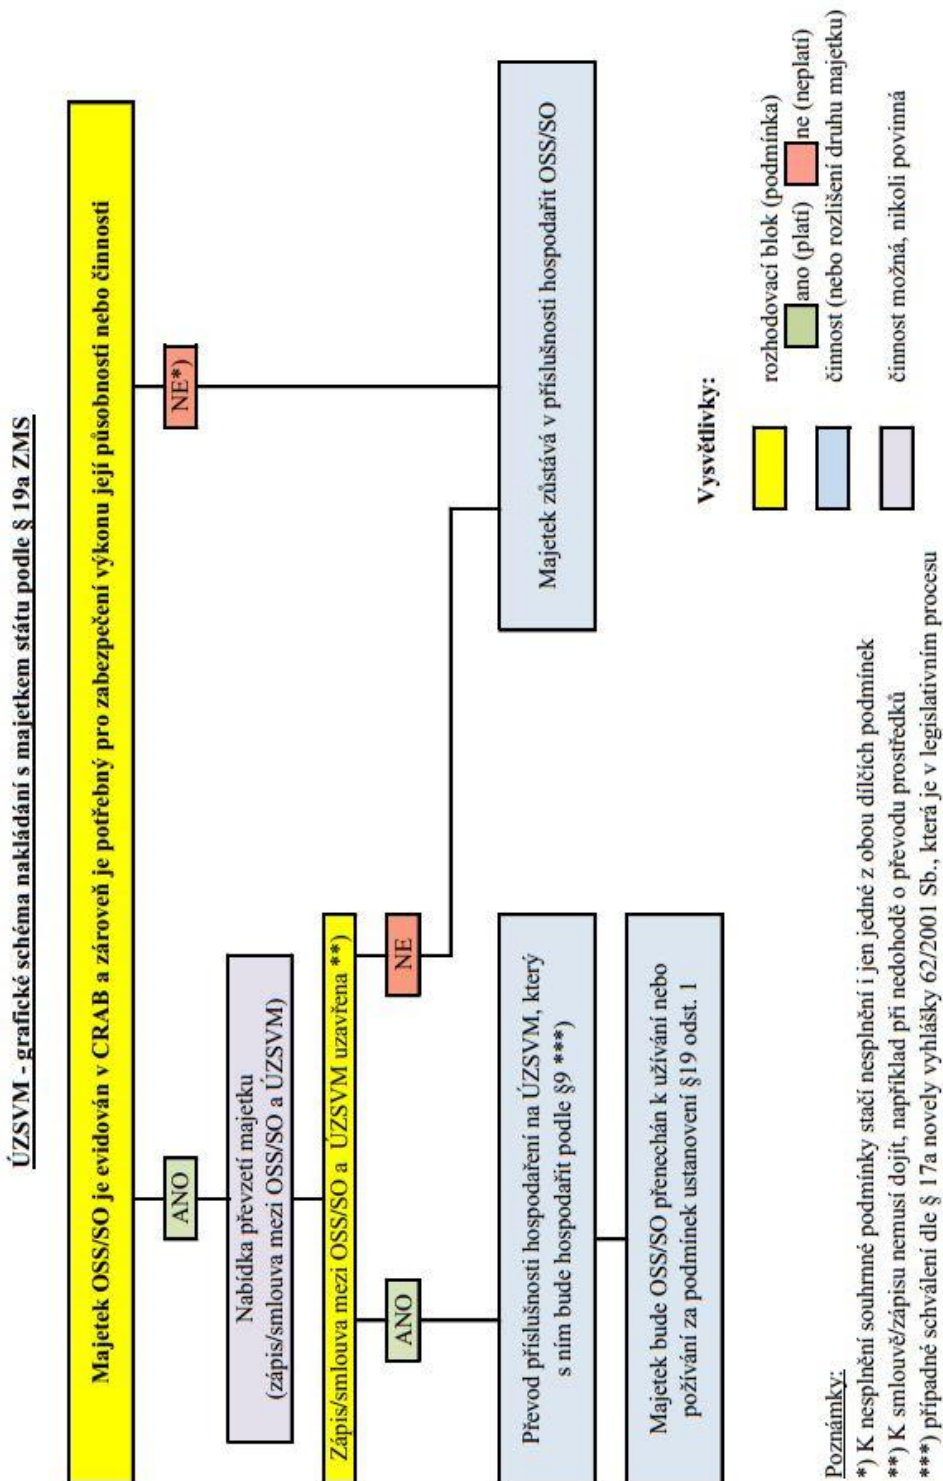 ÚZSVM - grafické schéma nakládání s majetkem státu podle § 19a ZMS
Majetek OSS/SO je evidován v CRAB a zároveň je potřebný pro zabezpečení výkonu její působnosti nebo činnosti
ANO
NE*)
Nabídka převzetí majetku
(zápis/smlouva mezi OSS/SO a ÚZSVM)
Zápis/smlouva mezi OSS/SO a ÚZSVM uzavřena **)
ANO
NE
Převod příslušnosti hospodaření na ÚZSVM, který
s ním bude hospodařit podle §9 ***)
Majetek zůstává v příslušnosti hospodařit OSS/SO
Majetek bude OSS/SO přenechán k užívání nebo
požívání za podmínek ustanovení §19 odst. 1
Vysvětlivky:
rozhodovací blok (podmínka)
ano (platí) ne (neplatí)
činnost (nebo rozlišení druhu majetku)
činnost možná, nikoli povinná
Poznámky:
*) K nesplnění souhrnné podmínky stačí nesplnění i jen jedné z obou dílčích podmínek
**) K smlouvě/zápisu nemusí dojít, například při nedohodě o převodu prostředků
***) případné schválení dle § 17a novely vyhlášky 62/2001 Sb., která je v legislativním procesu